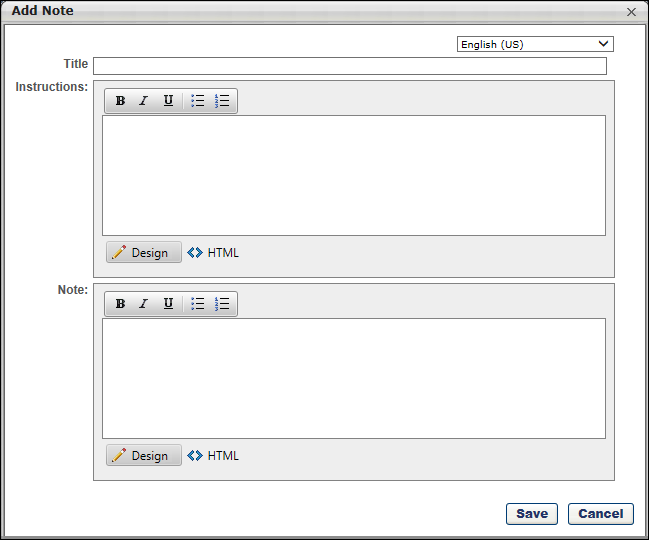 Add Note
English (US)
Title
Instructions:
B I U
Design HTML
Note:
B I U
Design HTML
Save Cancel